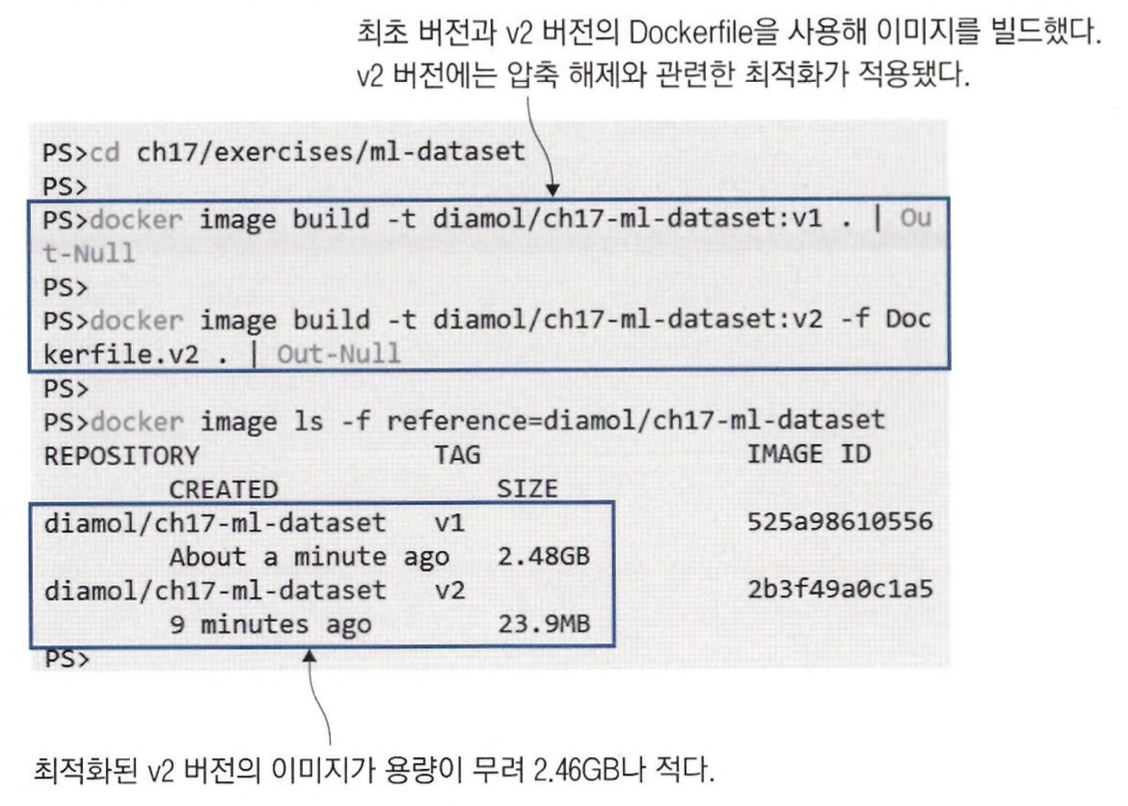 최초 버전과 v2 버전의 Dockerfile을 사용해 이미지를 빌드했다.
v2 버전에는 압축 해제와 관련한 최적화가 적용됐다.
PS>cd ch17/exercises/ml-dataset
PS>
PS>docker image build -t diamol/ch17-ml-dataset:v1 . | Ou
t-Null
PS>
PS>docker image build -t diamol/ch17-ml-dataset:v2 -f Doc
kerfile.v2 . | Out-Null
PS>
PS>docker image ls -f reference=diamol/ch17-ml-dataset
REPOSITORY TAG IMAGE ID
CREATED SIZE
diamol/ch17-ml-dataset v1 525a98610556
About a minute ago 2.48GB
diamol/ch17-ml-dataset v2 2b3f49a0c1a5
9 minutes ago 23.9MB
PS>
최적화된 v2 버전의 이미지가 용량이 무려 2.46GB나 적다.